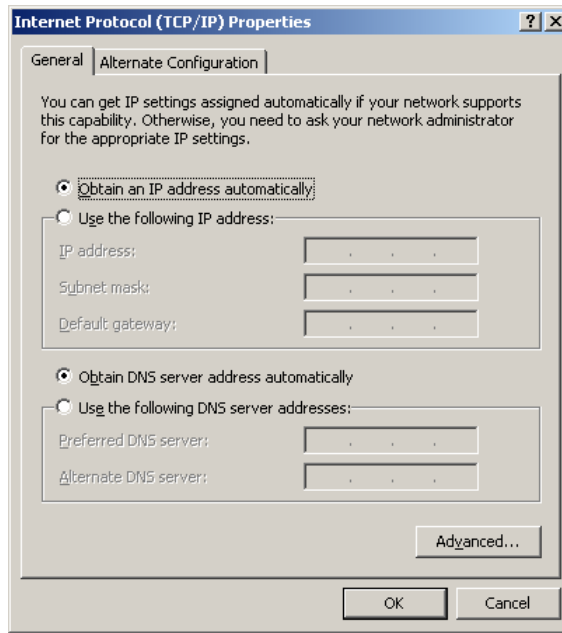 Internet Protocol (TCP/IP) Properties
General
Alternate Configuration
You can get IP settings assigned automatically if your network supports
this capability. Otherwise, you need to ask your network administrator
for the appropriate IP settings.
Obtain an IP address automatically
Use the following IP address:
IP address:
Subnet mask:
Default gateway:
Obtain DNS server address automatically
Use the following DNS server addresses:
Preferred DNS server:
Alternate DNS server:
Advanced...
OK
Cancel